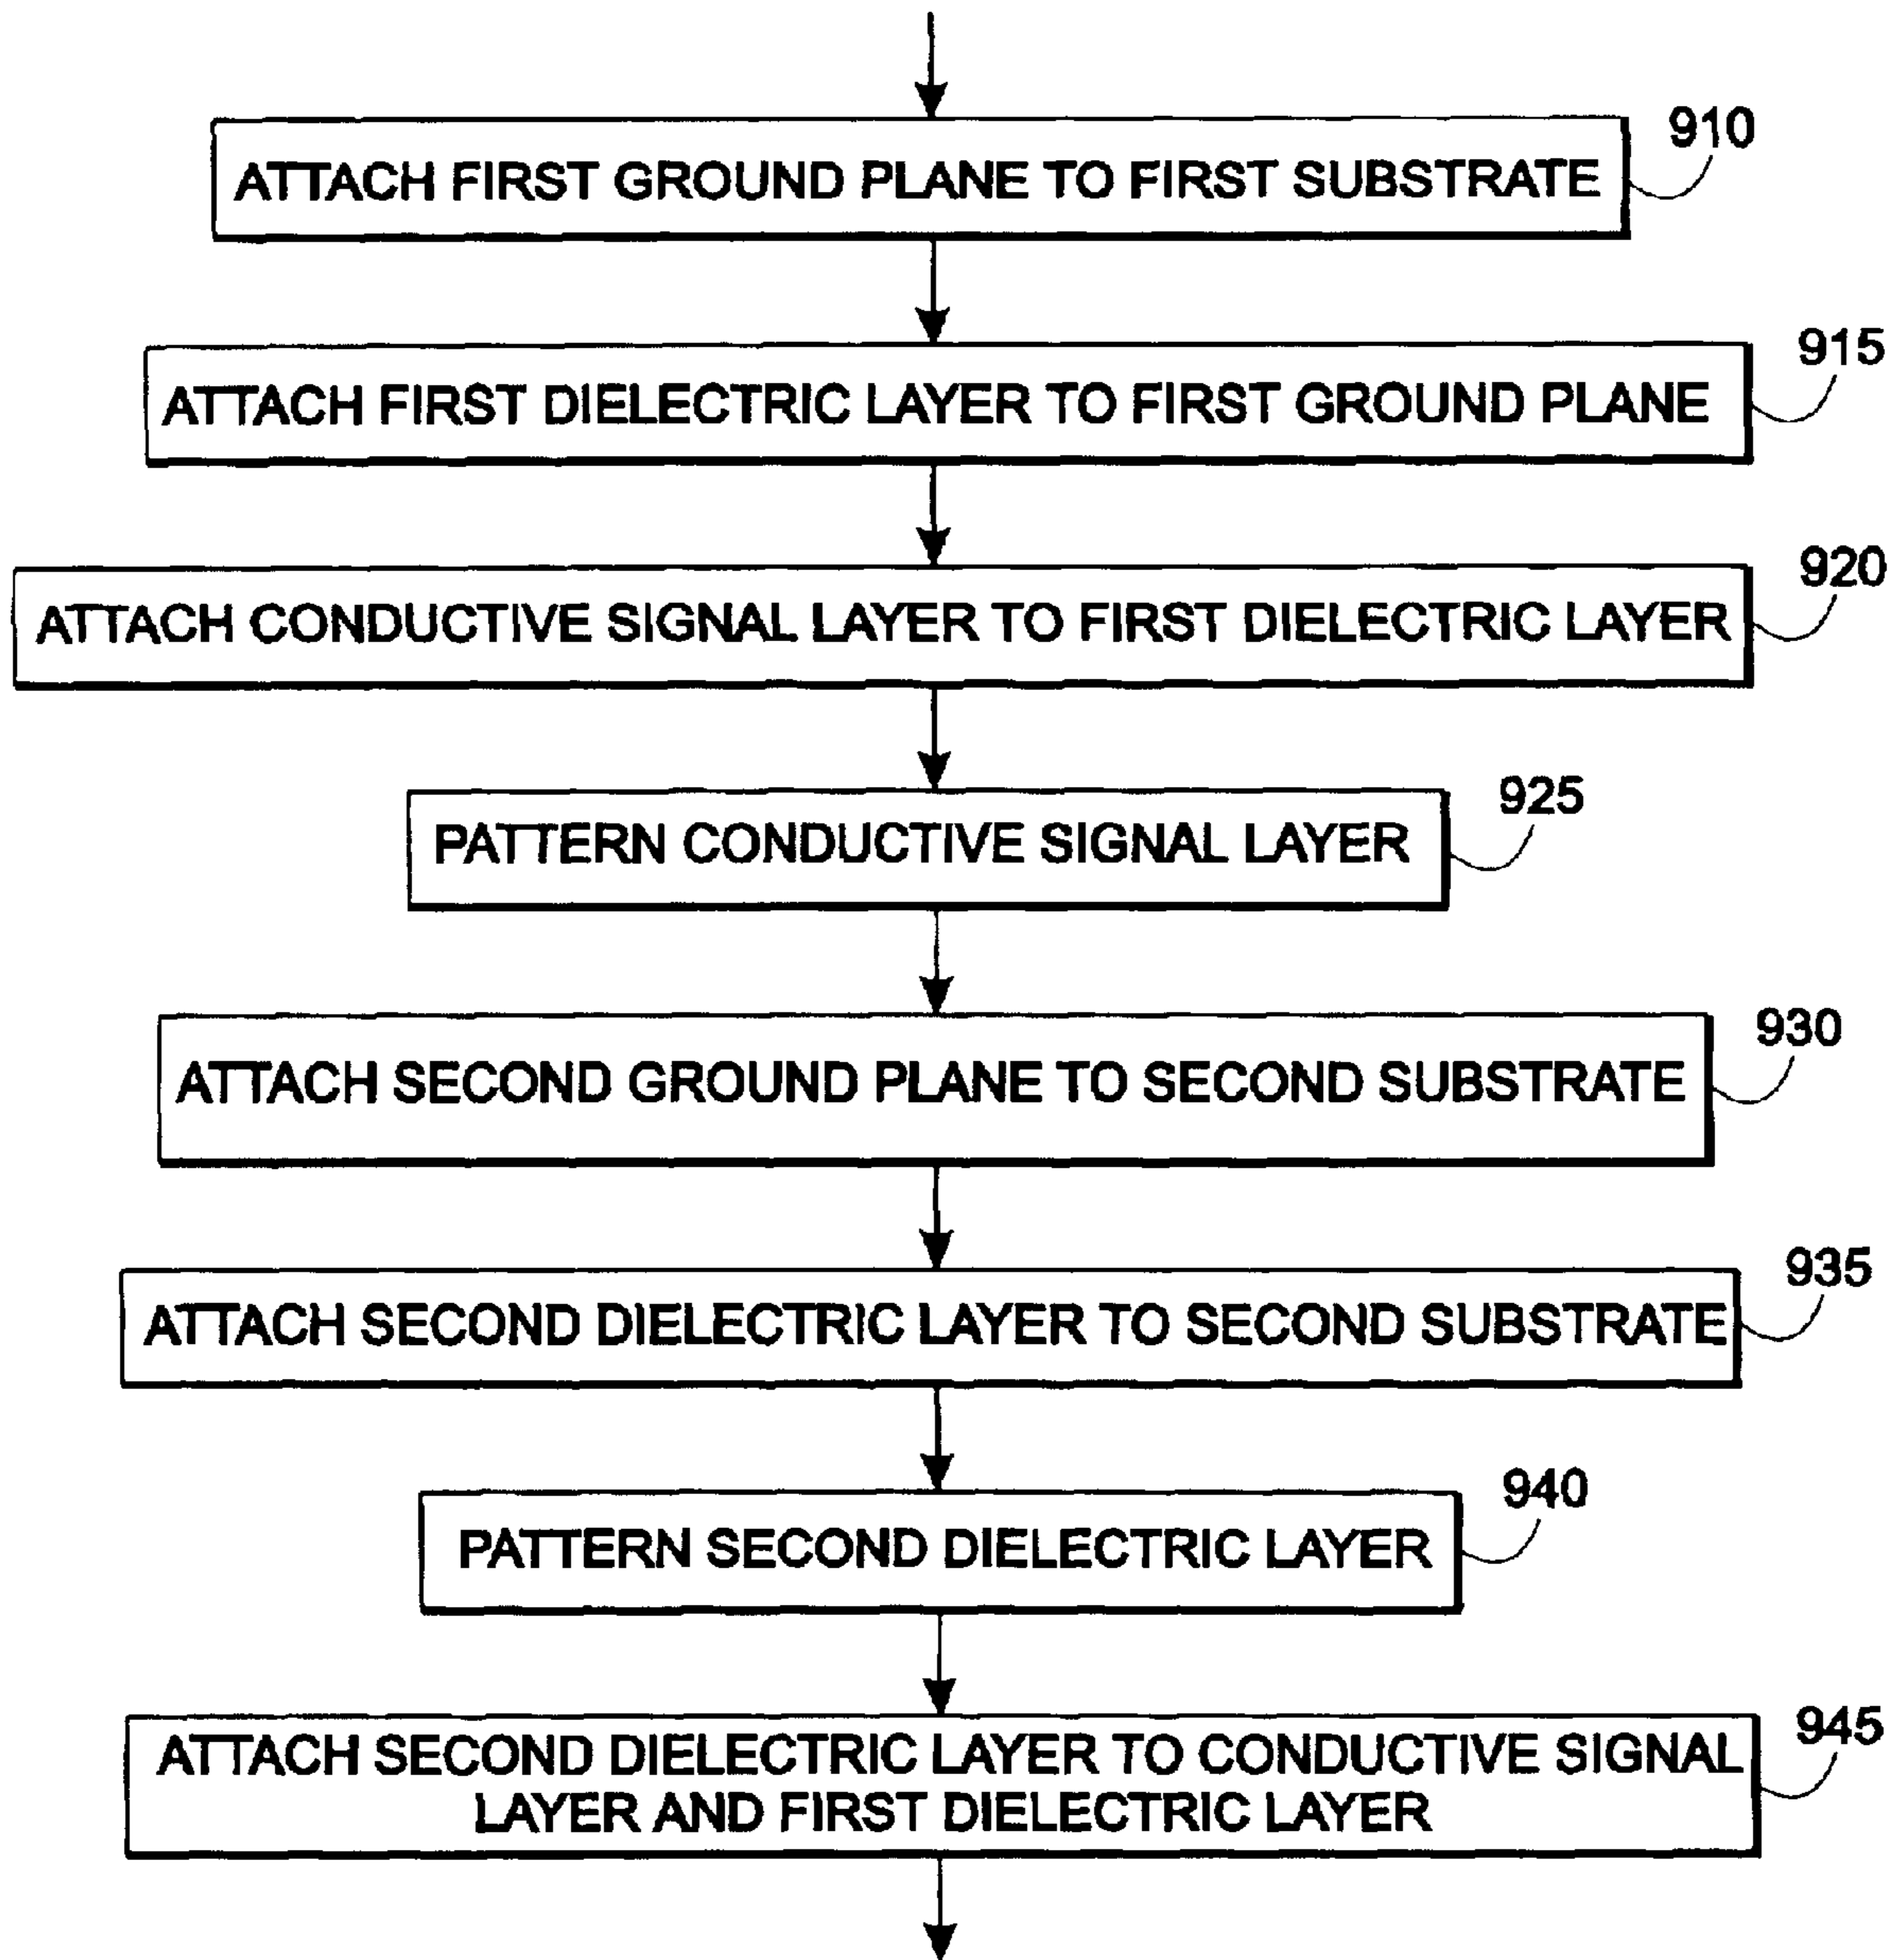 910
ATTACH FIRST GROUND PLANE TO FIRST SUBSTRATE
915
ATTACH FIRST DIELECTRIC LAYER TO FIRST GROUND PLANE
920
ATTACH CONDUCTIVE SIGNAL LAYER TO FIRST DIELECTRIC LAYER
925
PATTERN CONDUCTIVE SIGNAL LAYER
930
ATTACH SECOND GROUND PLANE TO SECOND SUBSTRATE
935
ATTACH SECOND DIELECTRIC LAYER TO SECOND SUBSTRATE
940
PATTERN SECOND DIELECTRIC LAYER
945
ATTACH SECOND DIELECTRIC LAYER TO CONDUCTIVE SIGNAL
LAYER AND FIRST DIELECTRIC LAYER